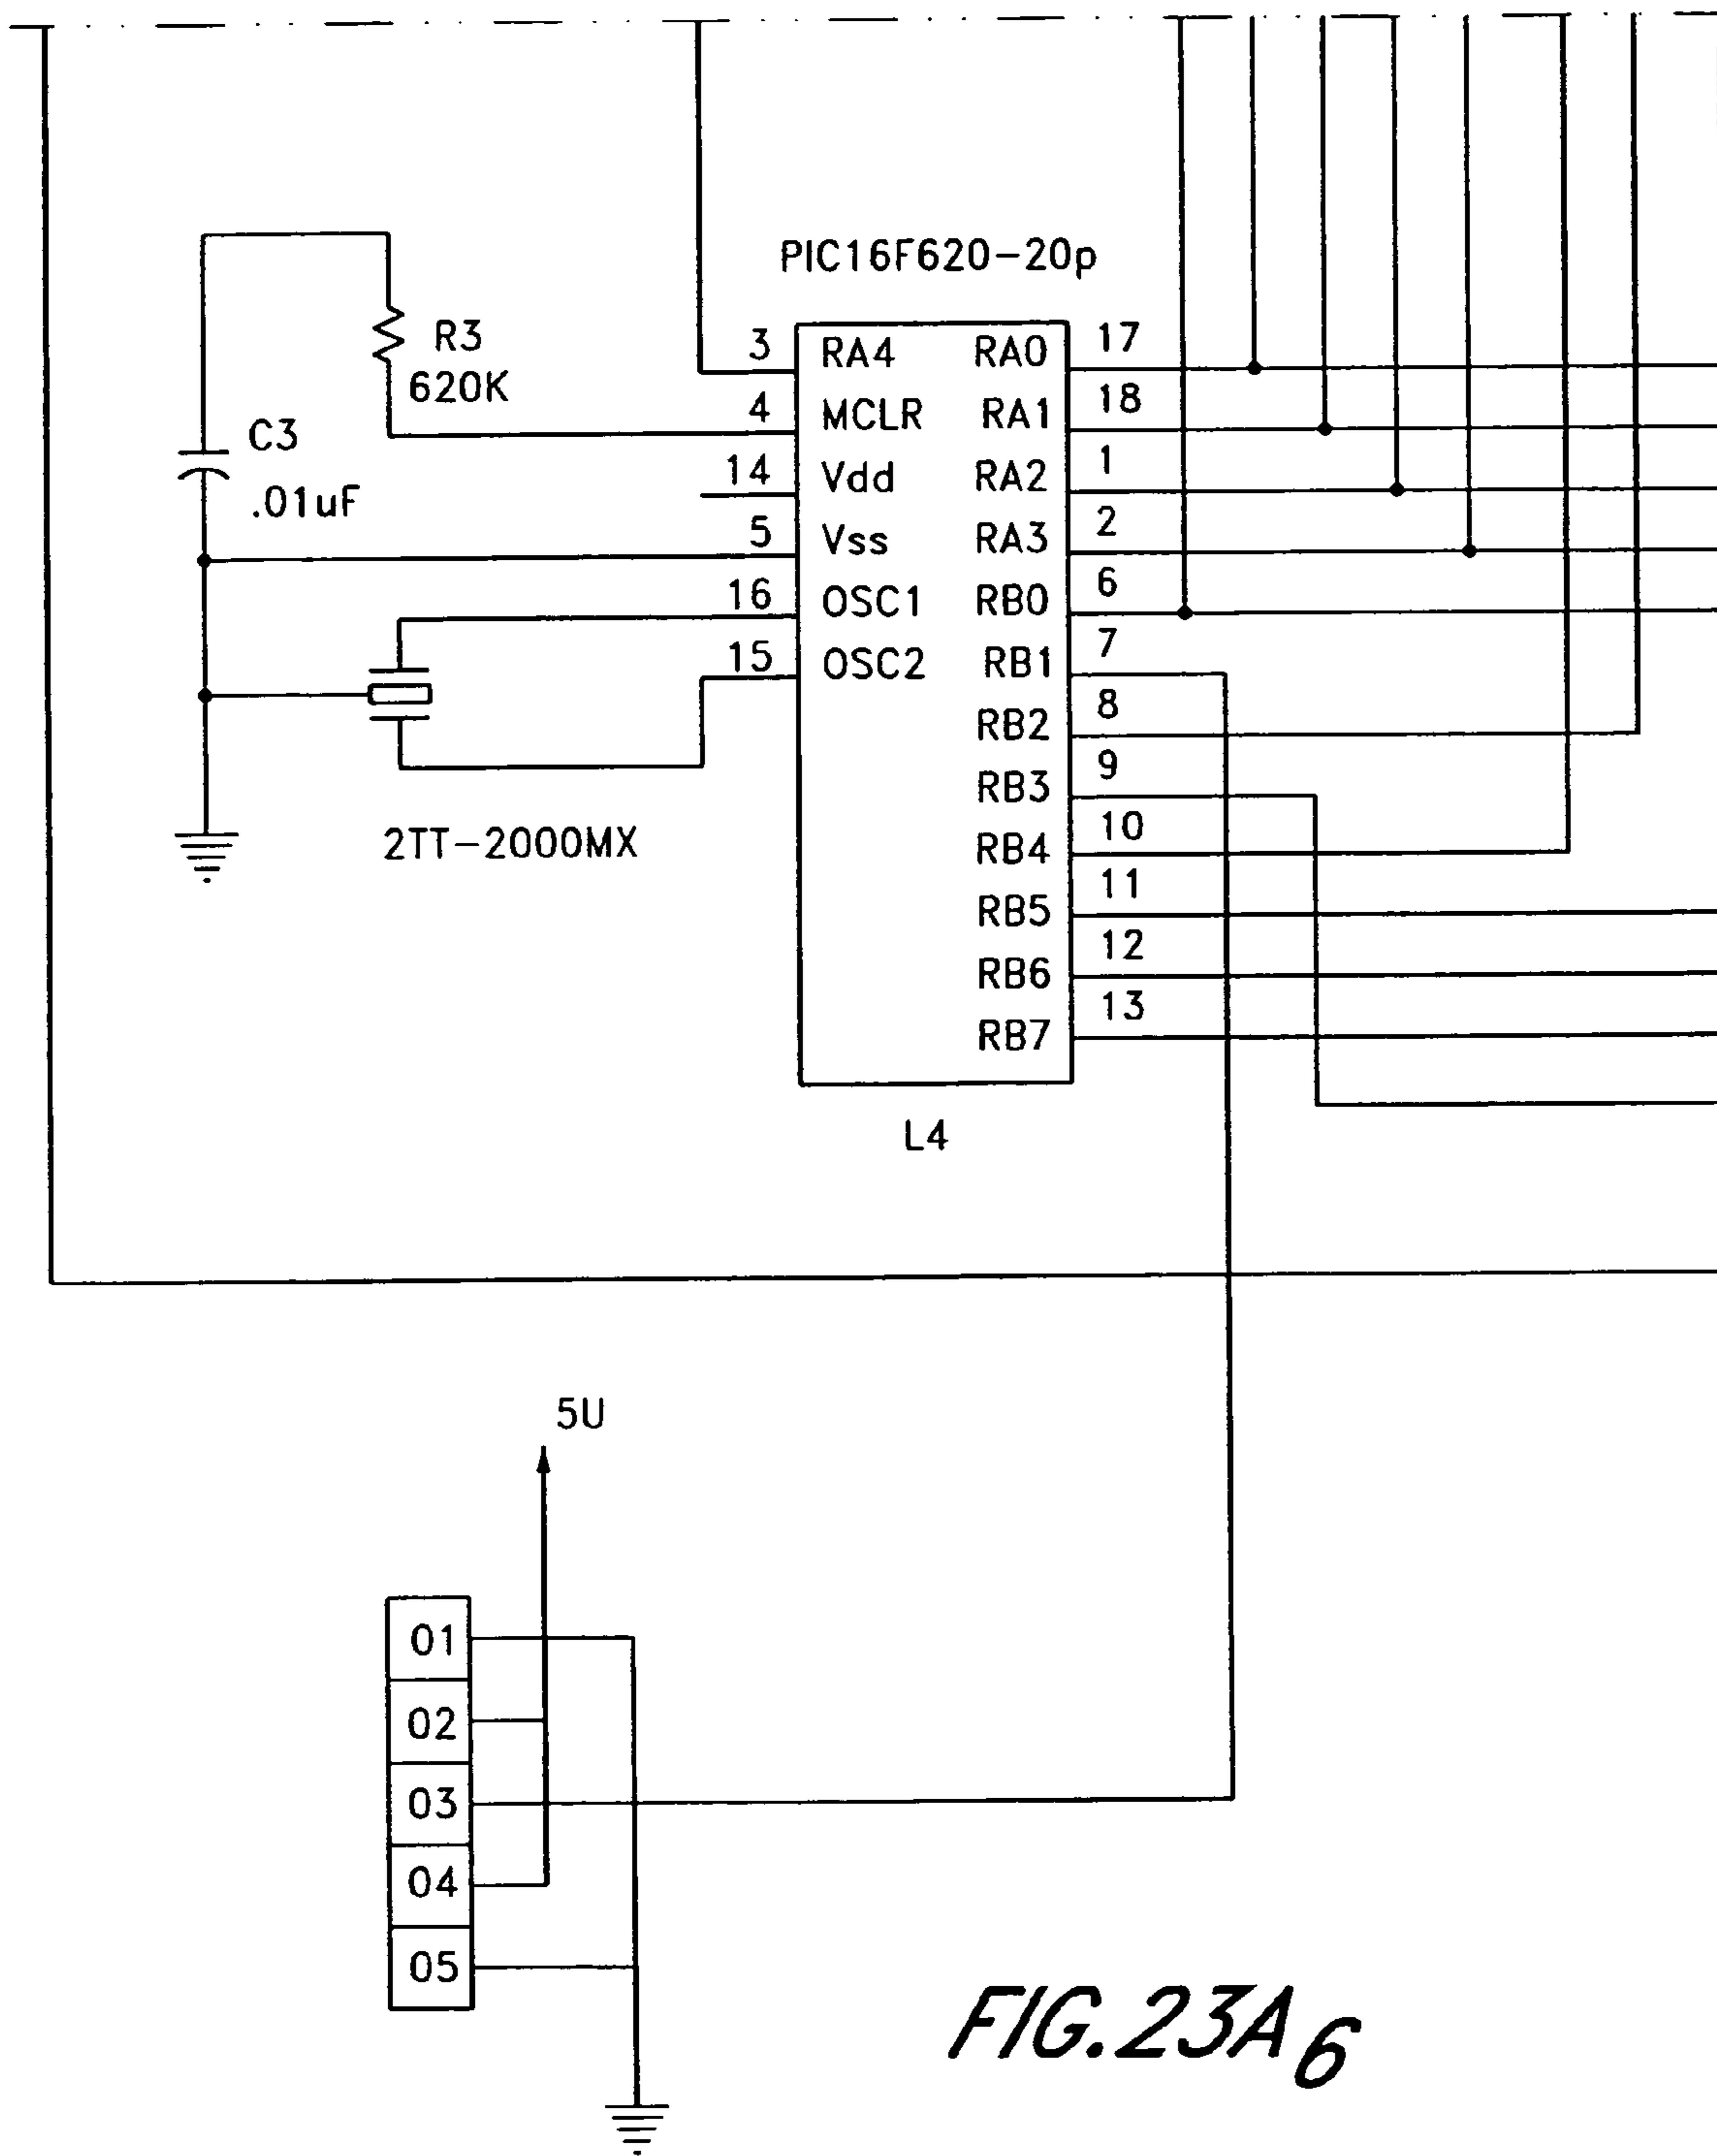 PIC16F620-20p
R3
620K
C3
.01uF
3 RA4 RA0 17
4 MCLR RA1 18
14 Vdd RA2 1
5 Vss RA3 2
16 OSC1 RB0 6
15 OSC2 RB1 7
RB2 8
RB3 9
RB4 10
RB5 11
RB6 12
RB7 13
2TT-2000MX
L4
5U
01
02
03
04
05
FIG.23A6